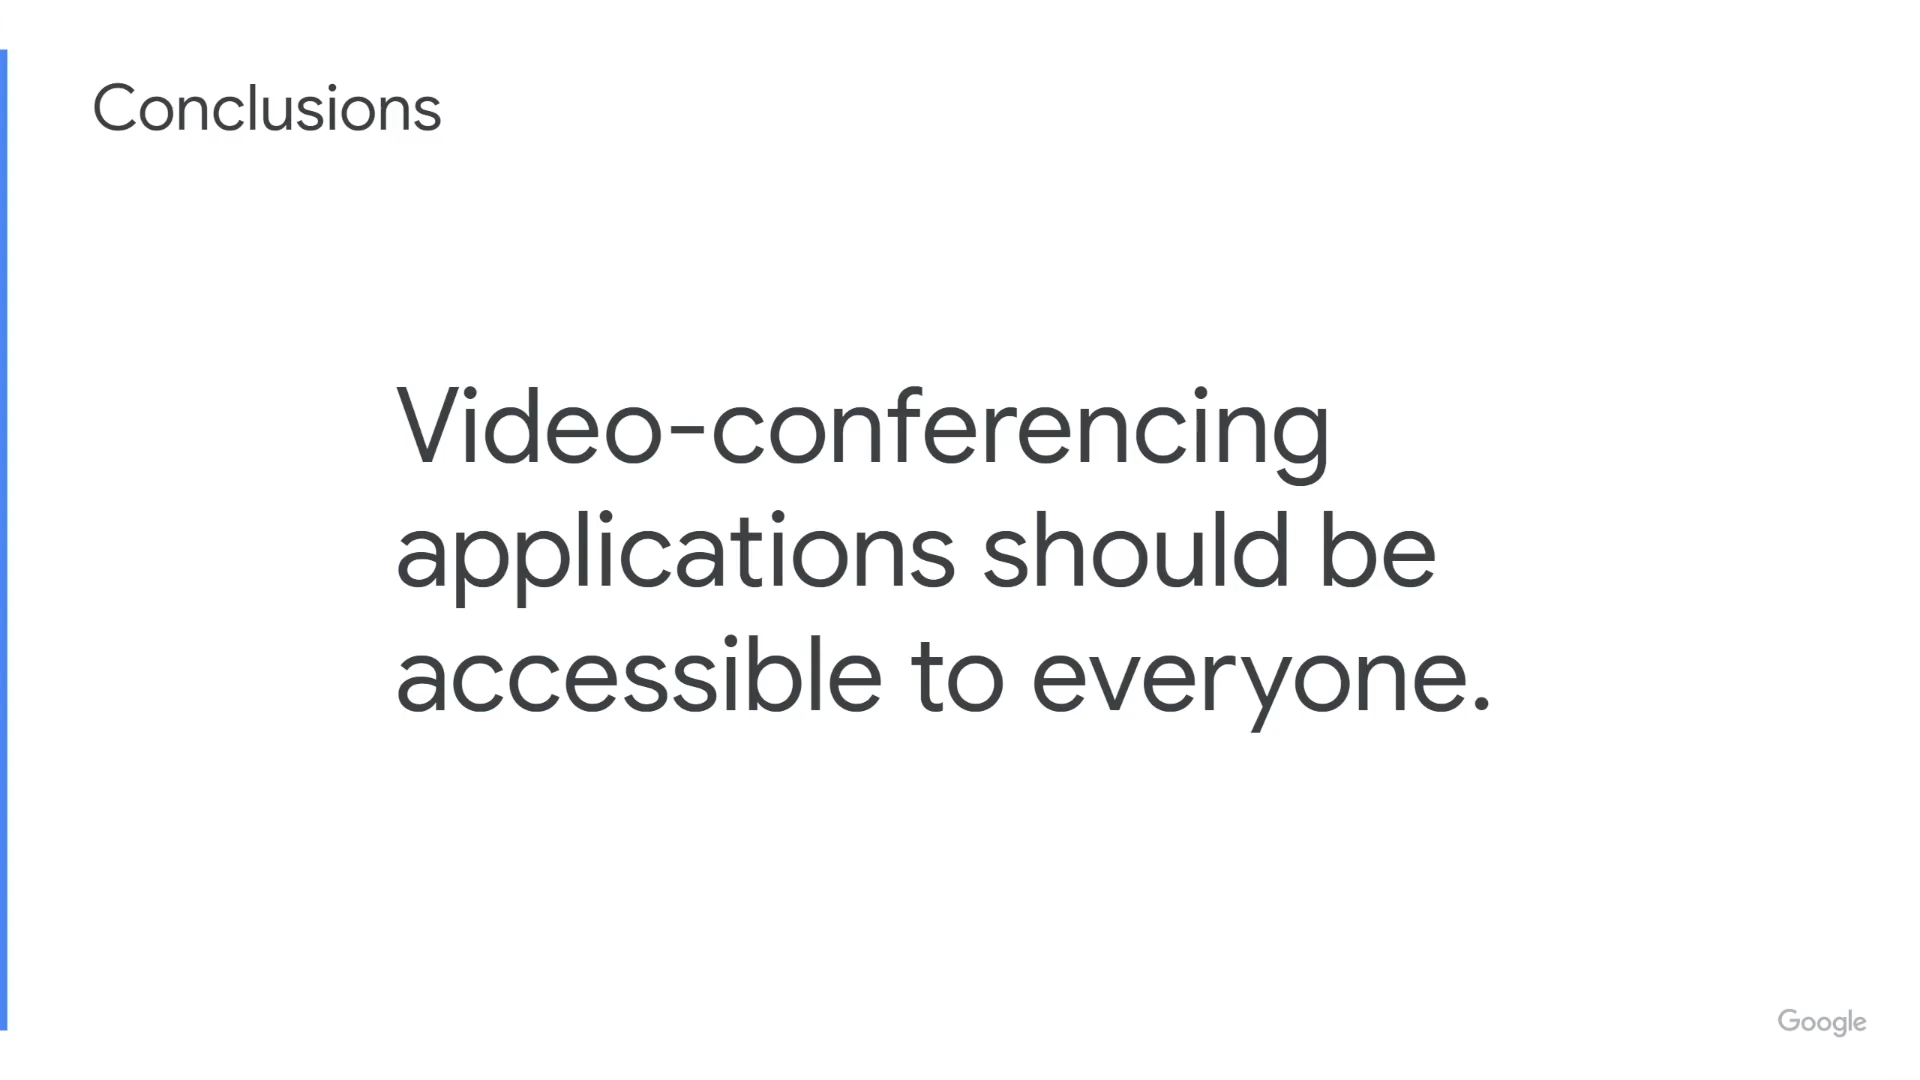 Conclusions
Video-conferencing
applications should be
accessible to everyone.
Google